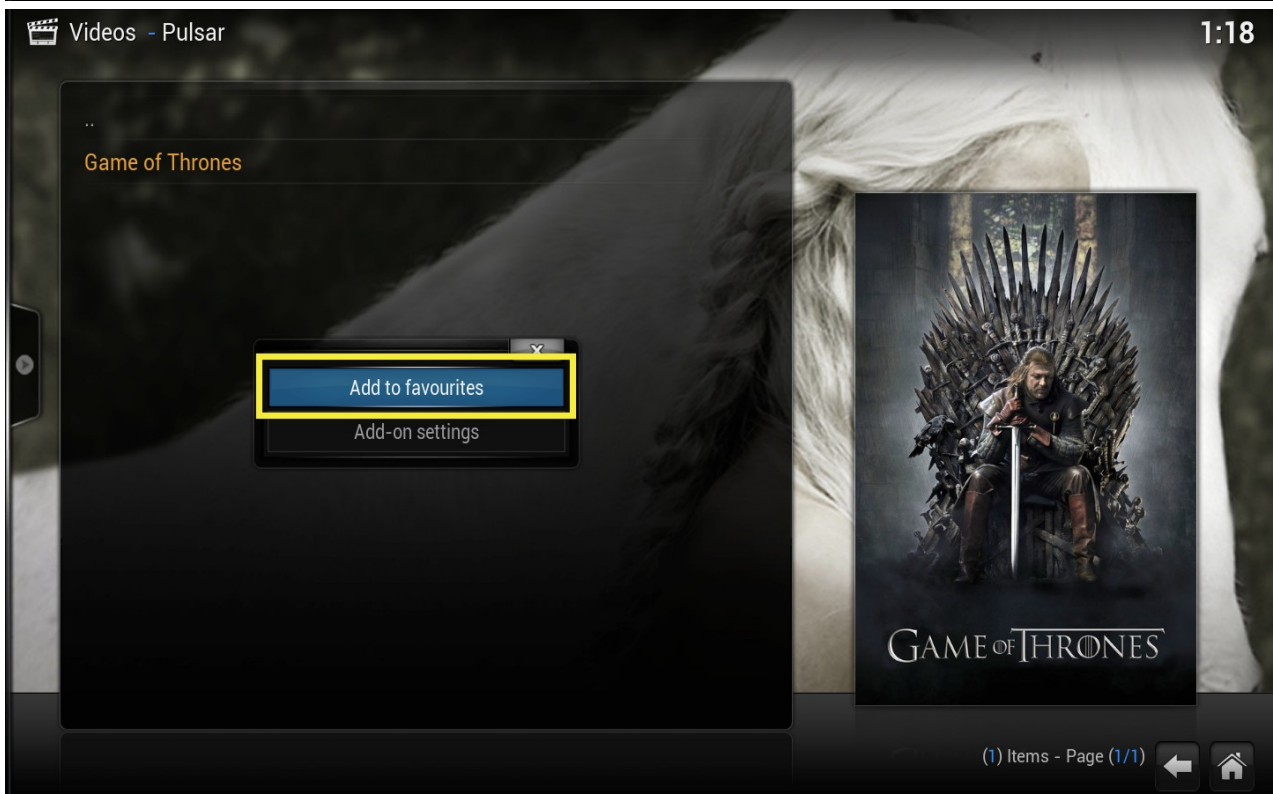 Videos - Pulsar
1:18
..
Game of Thrones
x
Add to favourites
Add-on settings
GAME OF THRONES
(1) Items - Page (1/1)